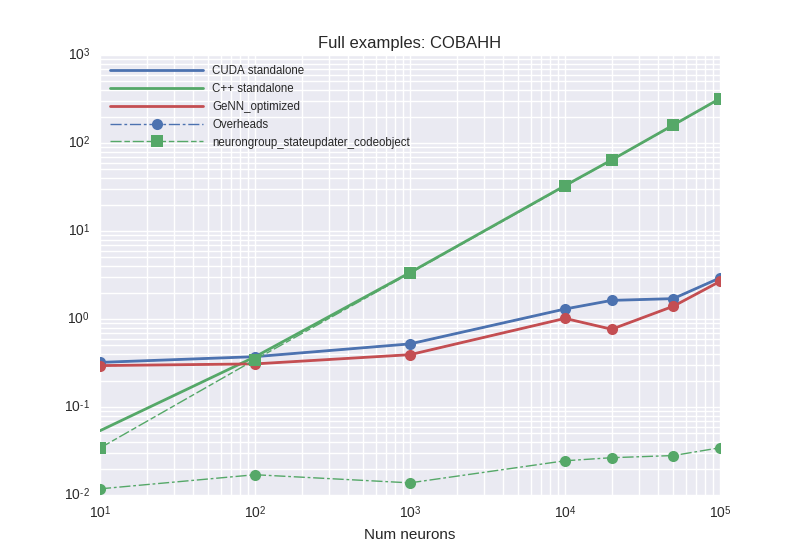 Full examples: COBAHH
10³
CUDA standalone
C++ standalone
GeNN_optimized
Overheads
10²
neurongroup_stateupdater_codeobject
10¹
10⁰
10⁻¹
10⁻²
10¹ 10² 10³ 10⁴ 10⁵
Num neurons